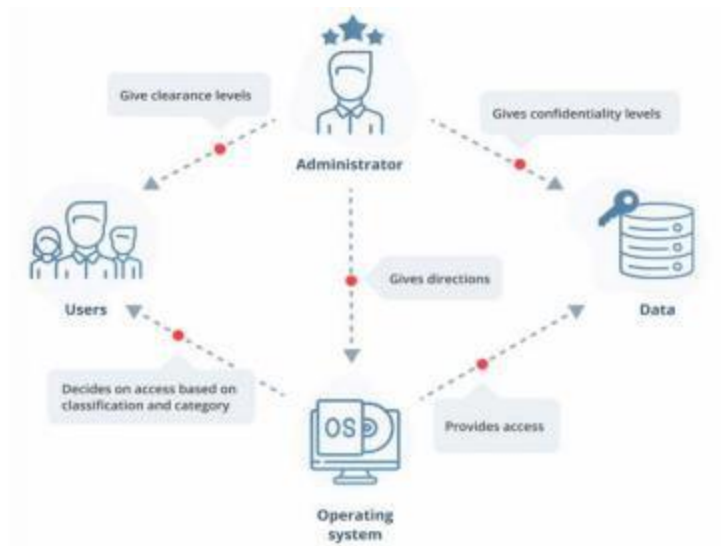 Give clearance levels
Gives confidentiality levels
Administrator
Users
Gives directions
Data
Decides on access based on
classification and category
Provides access
OS
Operating
system